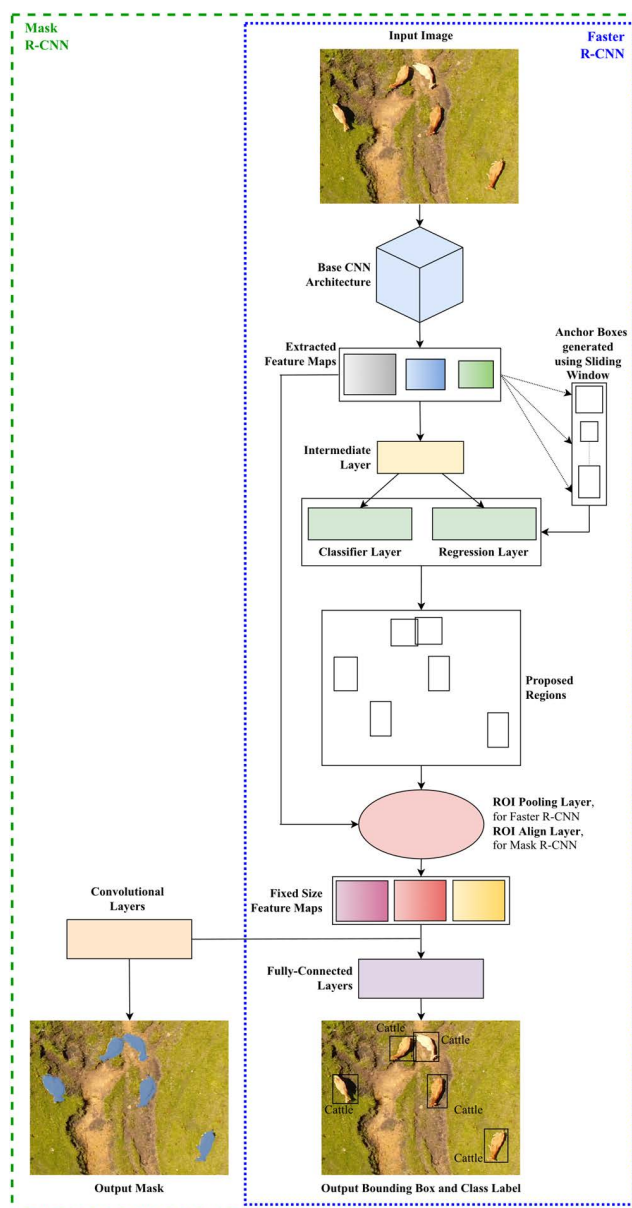 Mask
R-CNN
Faster
R-CNN
Input Image
Base CNN
Architecture
Extracted
Feature Maps
Anchor Boxes
generated
using Sliding
Window
Intermediate
Layer
Classifier Layer
Regression Layer
Proposed
Regions
ROI Pooling Layer,
for Faster R-CNN
ROI Align Layer,
for Mask R-CNN
Fixed Size
Feature Maps
Convolutional
Layers
Fully-Connected
Layers
Cattle
Cattle
Cattle
Cattle
Cattle
Output Mask
Output Bounding Box and Class Label